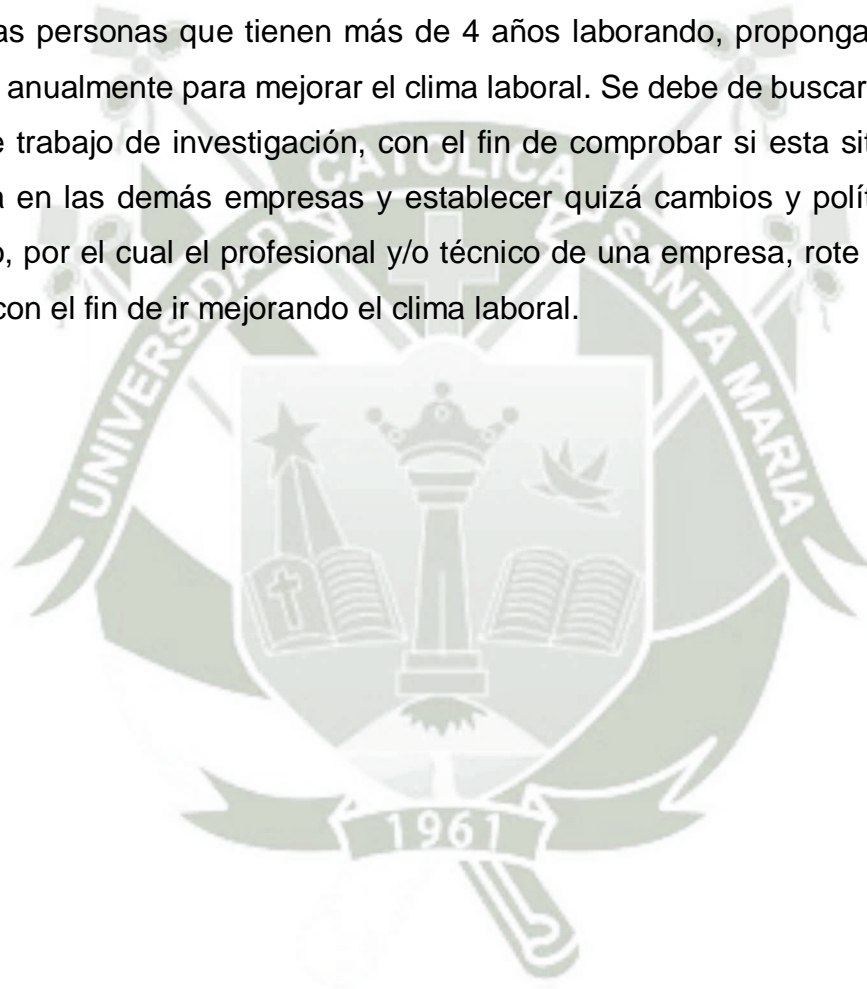 as personas que tienen más de 4 años laborando, proponga
anualmente para mejorar el clima laboral. Se debe de buscar
e trabajo de investigación, con el fin de comprobar si esta sit
a en las demás empresas y establecer quizá cambios y polít
o, por el cual el profesional y/o técnico de una empresa, rote
con el fin de ir mejorando el clima laboral.
UNIVERSIDAD CATOLICA SANTA MARIA
1961